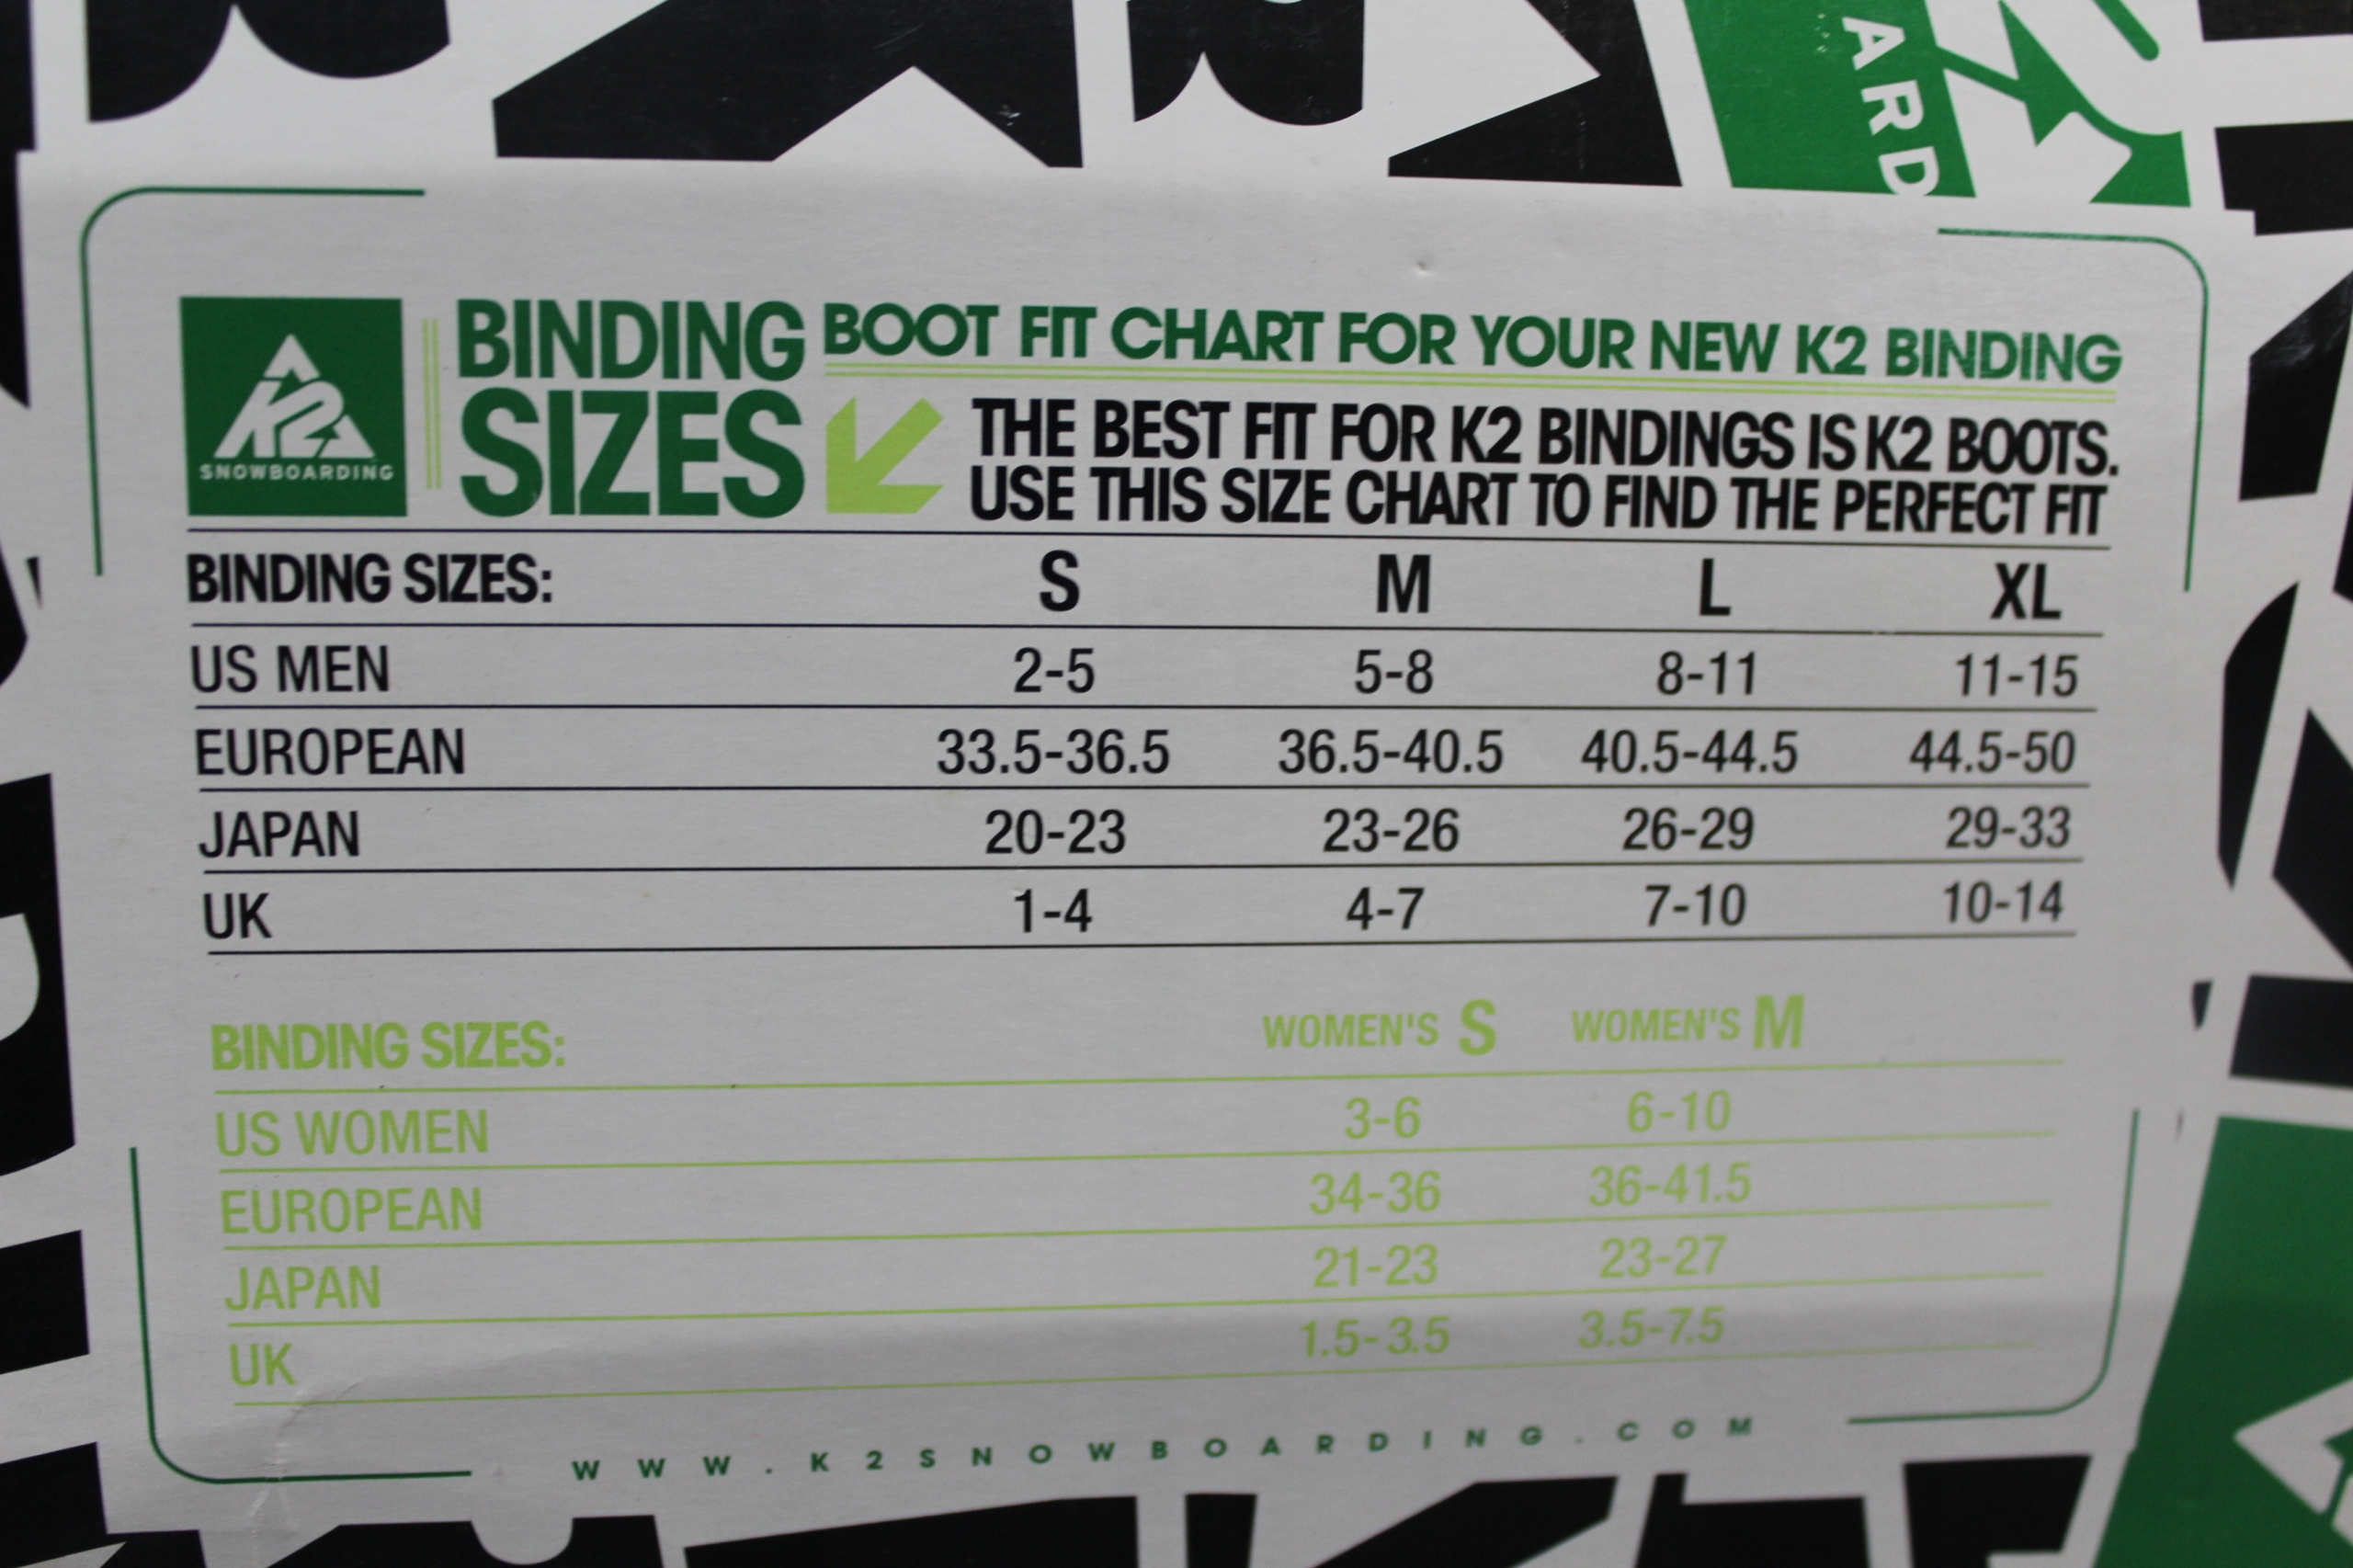 ARD
K2
SNOWBOARDING
BINDING
SIZES
BOOT FIT CHART FOR YOUR NEW K2 BINDING
THE BEST FIT FOR K2 BINDINGS IS K2 BOOTS.
USE THIS SIZE CHART TO FIND THE PERFECT FIT
BINDING SIZES: S M L XL
US MEN 2-5 5-8 8-11 11-15
EUROPEAN 33.5-36.5 36.5-40.5 40.5-44.5 44.5-50
JAPAN 20-23 23-26 26-29 29-33
UK 1-4 4-7 7-10 10-14
BINDING SIZES: WOMEN'S S WOMEN'S M
US WOMEN 3-6 6-10
EUROPEAN 34-36 36-41.5
JAPAN 21-23 23-27
UK 1.5-3.5 3.5-7.5
WWW.K2SNOWBOARDING.COM